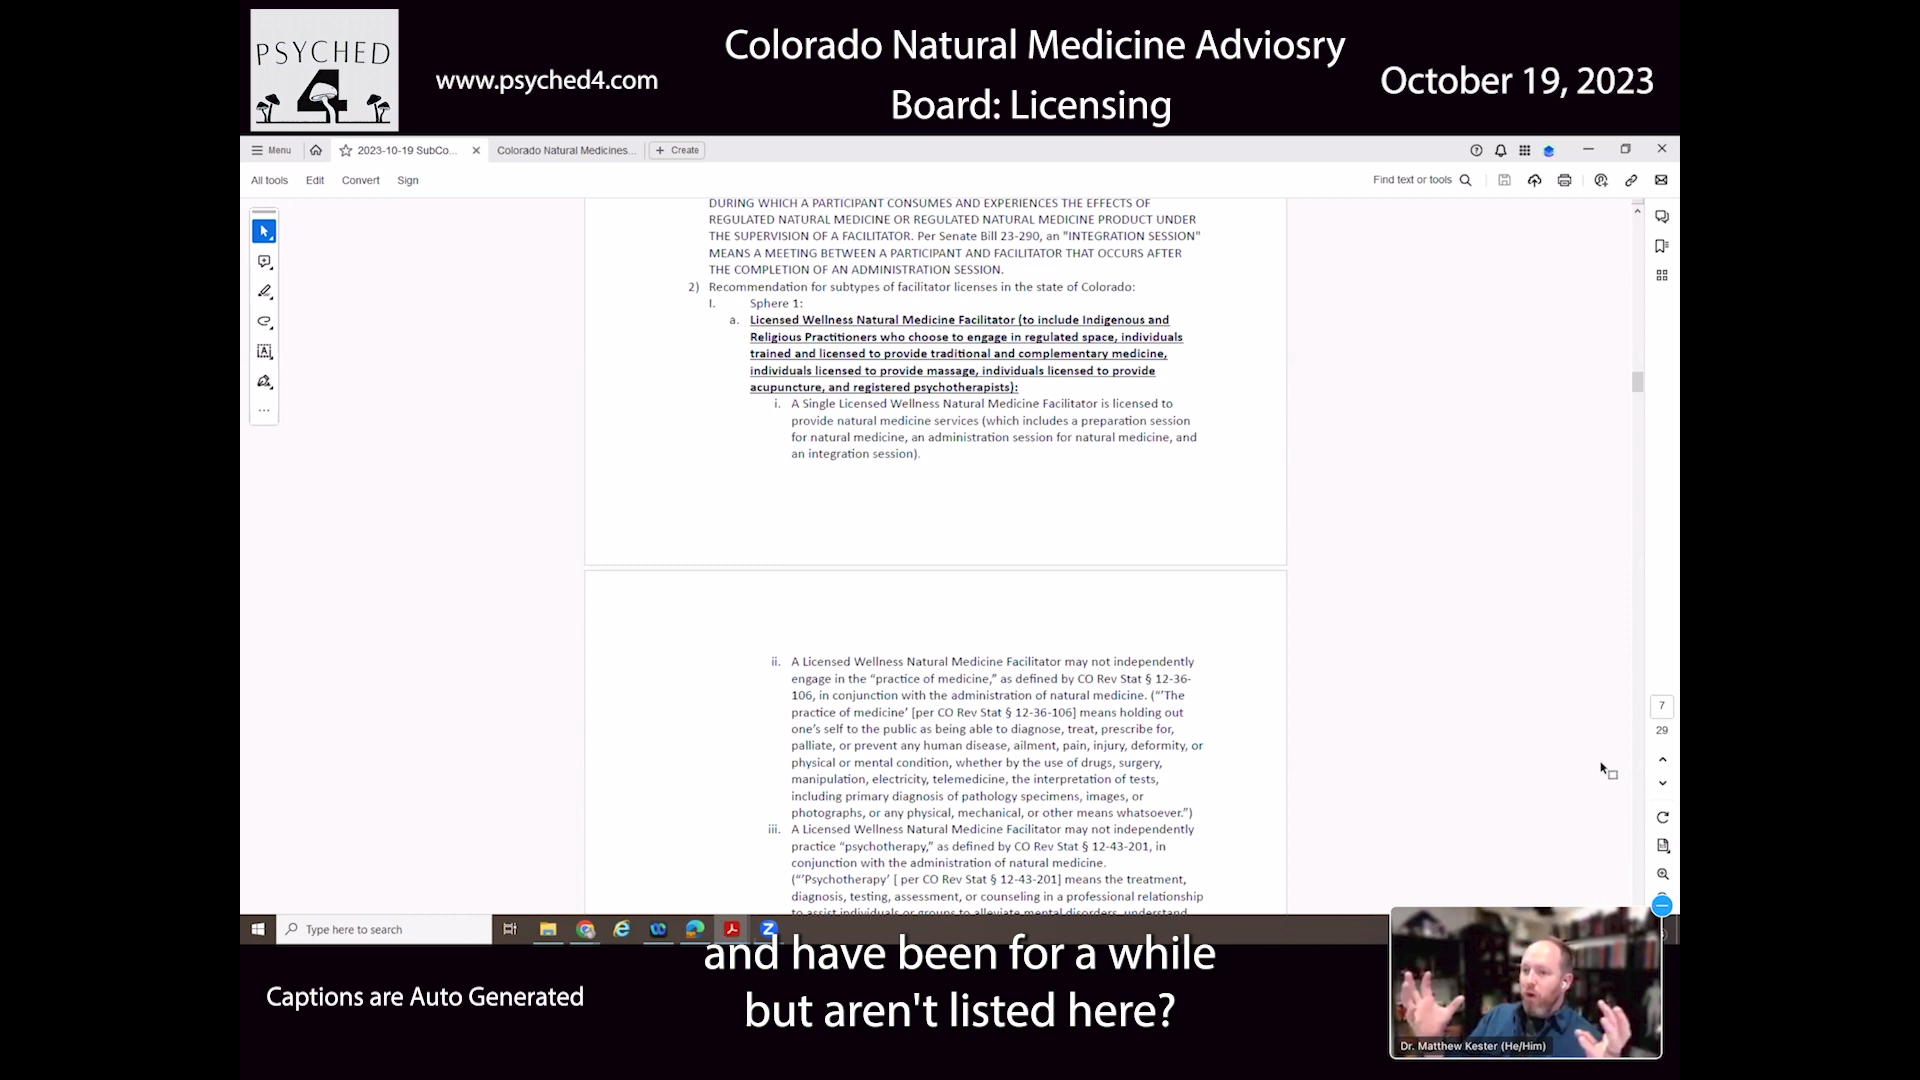 PSYCHED
4
www.psyched4.com
Colorado Natural Medicine Adviosry
Board: Licensing
October 19, 2023
Menu
2023-10-19 SubCo...
Colorado Natural Medicines...
+ Create
All tools
Edit
Convert
Sign
Find text or tools
DURING WHICH A PARTICIPANT CONSUMES AND EXPERIENCES THE EFFECTS OF
REGULATED NATURAL MEDICINE OR REGULATED NATURAL MEDICINE PRODUCT UNDER
THE SUPERVISION OF A FACILITATOR. Per Senate Bill 23-290, an "INTEGRATION SESSION"
MEANS A MEETING BETWEEN A PARTICIPANT AND FACILITATOR THAT OCCURS AFTER
THE COMPLETION OF AN ADMINISTRATION SESSION.
2) Recommendation for subtypes of facilitator licenses in the state of Colorado:
I. Sphere 1:
a. Licensed Wellness Natural Medicine Facilitator (to include Indigenous and
Religious Practitioners who choose to engage in regulated space, individuals
trained and licensed to provide traditional and complementary medicine,
individuals licensed to provide massage, individuals licensed to provide
acupuncture, and registered psychotherapists):
i. A Single Licensed Wellness Natural Medicine Facilitator is licensed to
provide natural medicine services (which includes a preparation session
for natural medicine, an administration session for natural medicine, and
an integration session).
ii. A Licensed Wellness Natural Medicine Facilitator may not independently
engage in the “practice of medicine,” as defined by CO Rev Stat § 12-36-
106, in conjunction with the administration of natural medicine. (“’The
practice of medicine’ [per CO Rev Stat § 12-36-106] means holding out
one’s self to the public as being able to diagnose, treat, prescribe for,
palliate, or prevent any human disease, ailment, pain, injury, deformity, or
physical or mental condition, whether by the use of drugs, surgery,
manipulation, electricity, telemedicine, the interpretation of tests,
including primary diagnosis of pathology specimens, images, or
photographs, or any physical, mechanical, or other means whatsoever.”)
iii. A Licensed Wellness Natural Medicine Facilitator may not independently
practice “psychotherapy,” as defined by CO Rev Stat § 12-43-201, in
conjunction with the administration of natural medicine.
(“’Psychotherapy’ [ per CO Rev Stat § 12-43-201] means the treatment,
diagnosis, testing, assessment, or counseling in a professional relationship
to assist individuals or groups to alleviate mental disorders, understand
7
29
Type here to search
and have been for a while
but aren't listed here?
Captions are Auto Generated
Dr. Matthew Kester (He/Him)